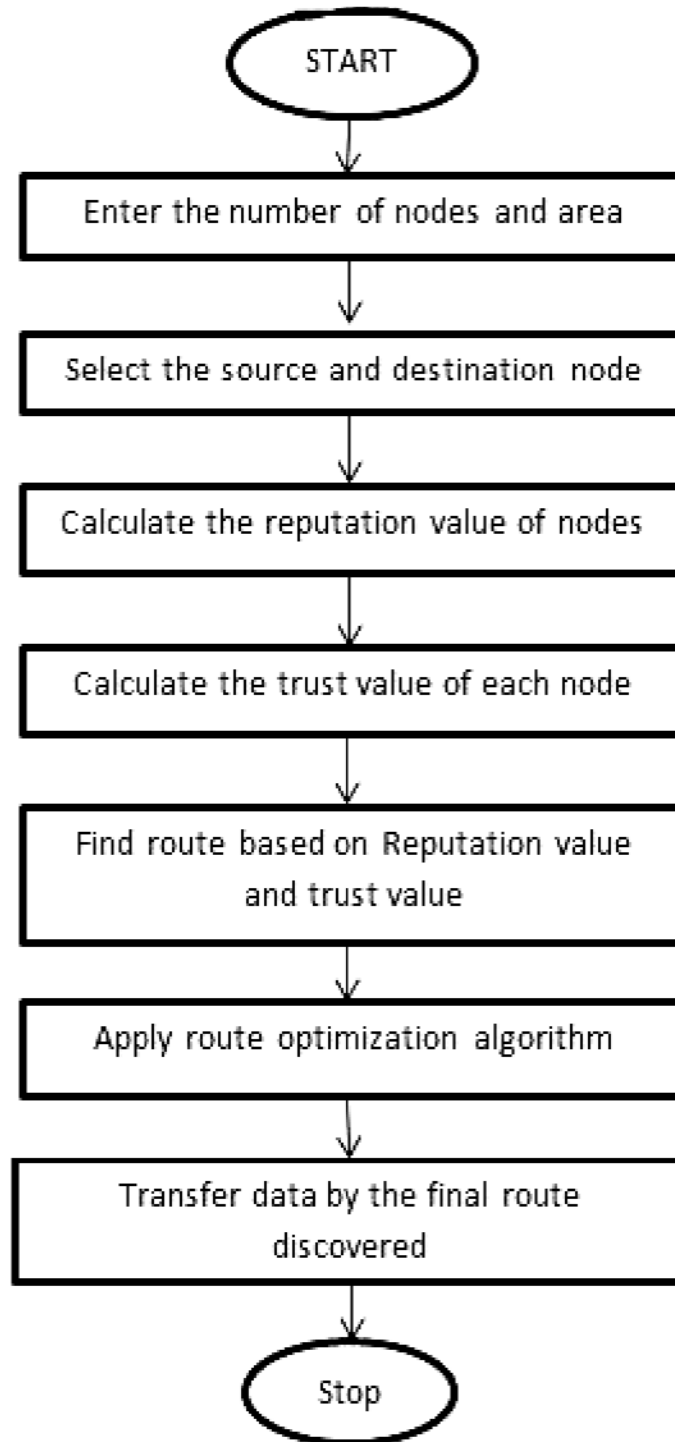 START
Enter the number of nodes and area
Select the source and destination node
Calculate the reputation value of nodes
Calculate the trust value of each node
Find route based on Reputation value
and trust value
Apply route optimization algorithm
Transfer data by the final route
discovered
Stop